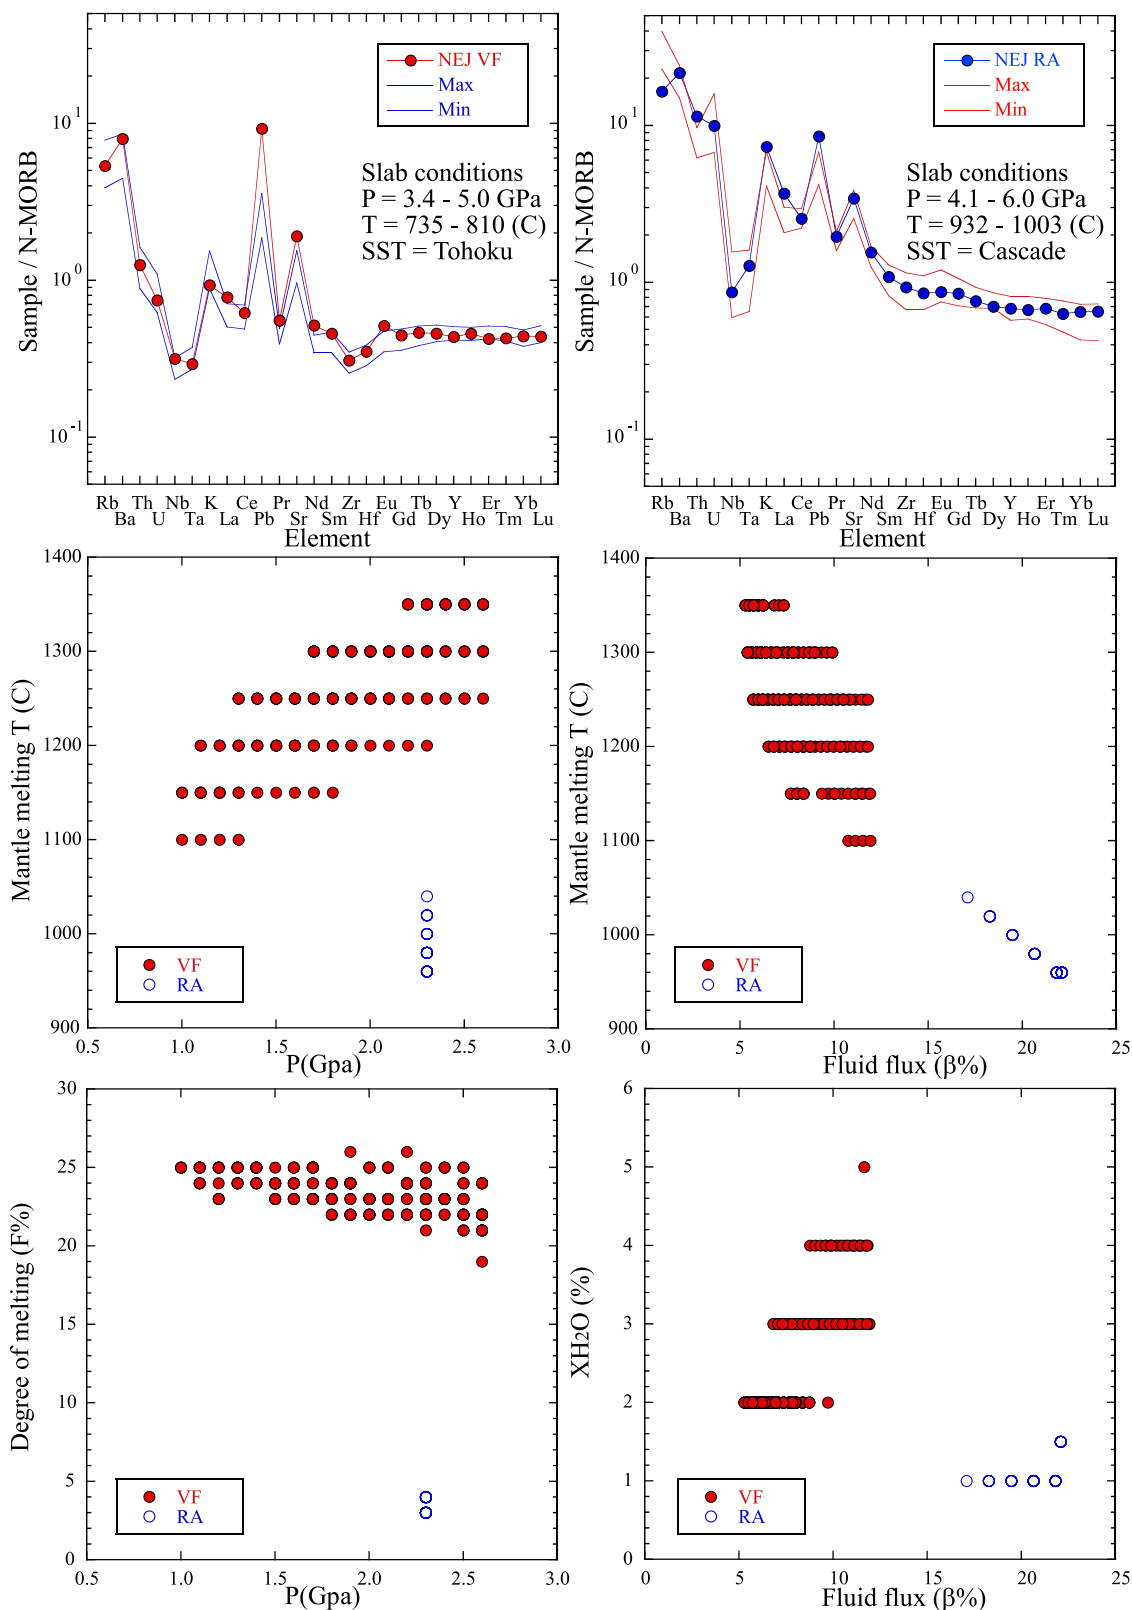 NEJ VF
Max
Min
10^1
10^0
10^-1
Sample / N-MORB
Slab conditions
P = 3.4 - 5.0 GPa
T = 735 - 810 (C)
SST = Tohoku
Rb Th Nb K Ce Pr Nd Zr Eu Tb Y Er Yb
Ba U Ta La Pb Sr Sm Hf Gd Dy Ho Tm Lu
Element
NEJ RA
Max
Min
10^1
10^0
10^-1
Sample / N-MORB
Slab conditions
P = 4.1 - 6.0 GPa
T = 932 - 1003 (C)
SST = Cascade
Rb Th Nb K Ce Pr Nd Zr Eu Tb Y Er Yb
Ba U Ta La Pb Sr Sm Hf Gd Dy Ho Tm Lu
Element
1400
1300
1200
1100
1000
900
Mantle melting T (C)
VF
RA
0.5 1.0 1.5 2.0 2.5 3.0
P(Gpa)
1400
1300
1200
1100
1000
900
Mantle melting T (C)
VF
RA
0 5 10 15 20 25
Fluid flux (β%)
30
25
20
15
10
5
0
Degree of melting (F%)
VF
RA
0.5 1.0 1.5 2.0 2.5 3.0
P(Gpa)
6
5
4
3
2
1
0
XH2O (%)
VF
RA
0 5 10 15 20 25
Fluid flux (β%)